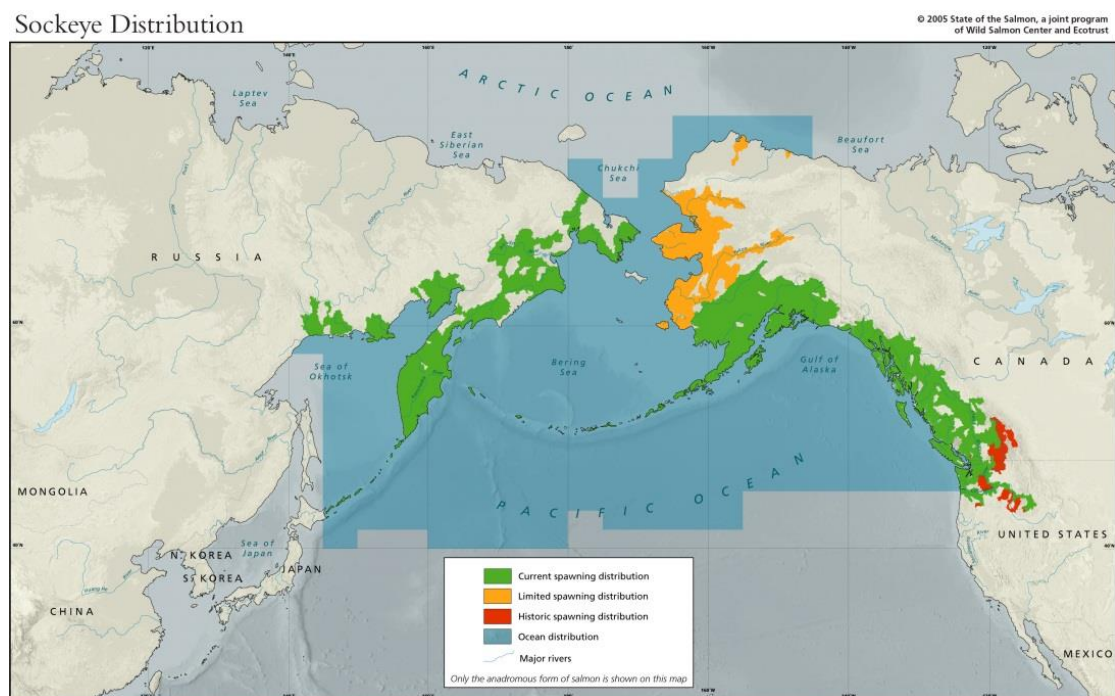 Sockeye Distribution
© 2005 State of the Salmon, a joint program
of Wild Salmon Center and Ecotrust
ARCTIC OCEAN
Laptev
Sea
East
Siberian
Sea
Chukchi
Sea
Beaufort
Sea
RUSSIA
CANADA
Sea of
Okhotsk
Bering
Sea
Gulf of
Alaska
MONGOLIA
PACIFIC OCEAN
UNITED STATES
N. KOREA
Sea of
Japan
S. KOREA
JAPAN
CHINA
MEXICO
Current spawning distribution
Limited spawning distribution
Historic spawning distribution
Ocean distribution
Major rivers
Only the anadromous form of salmon is shown on this map